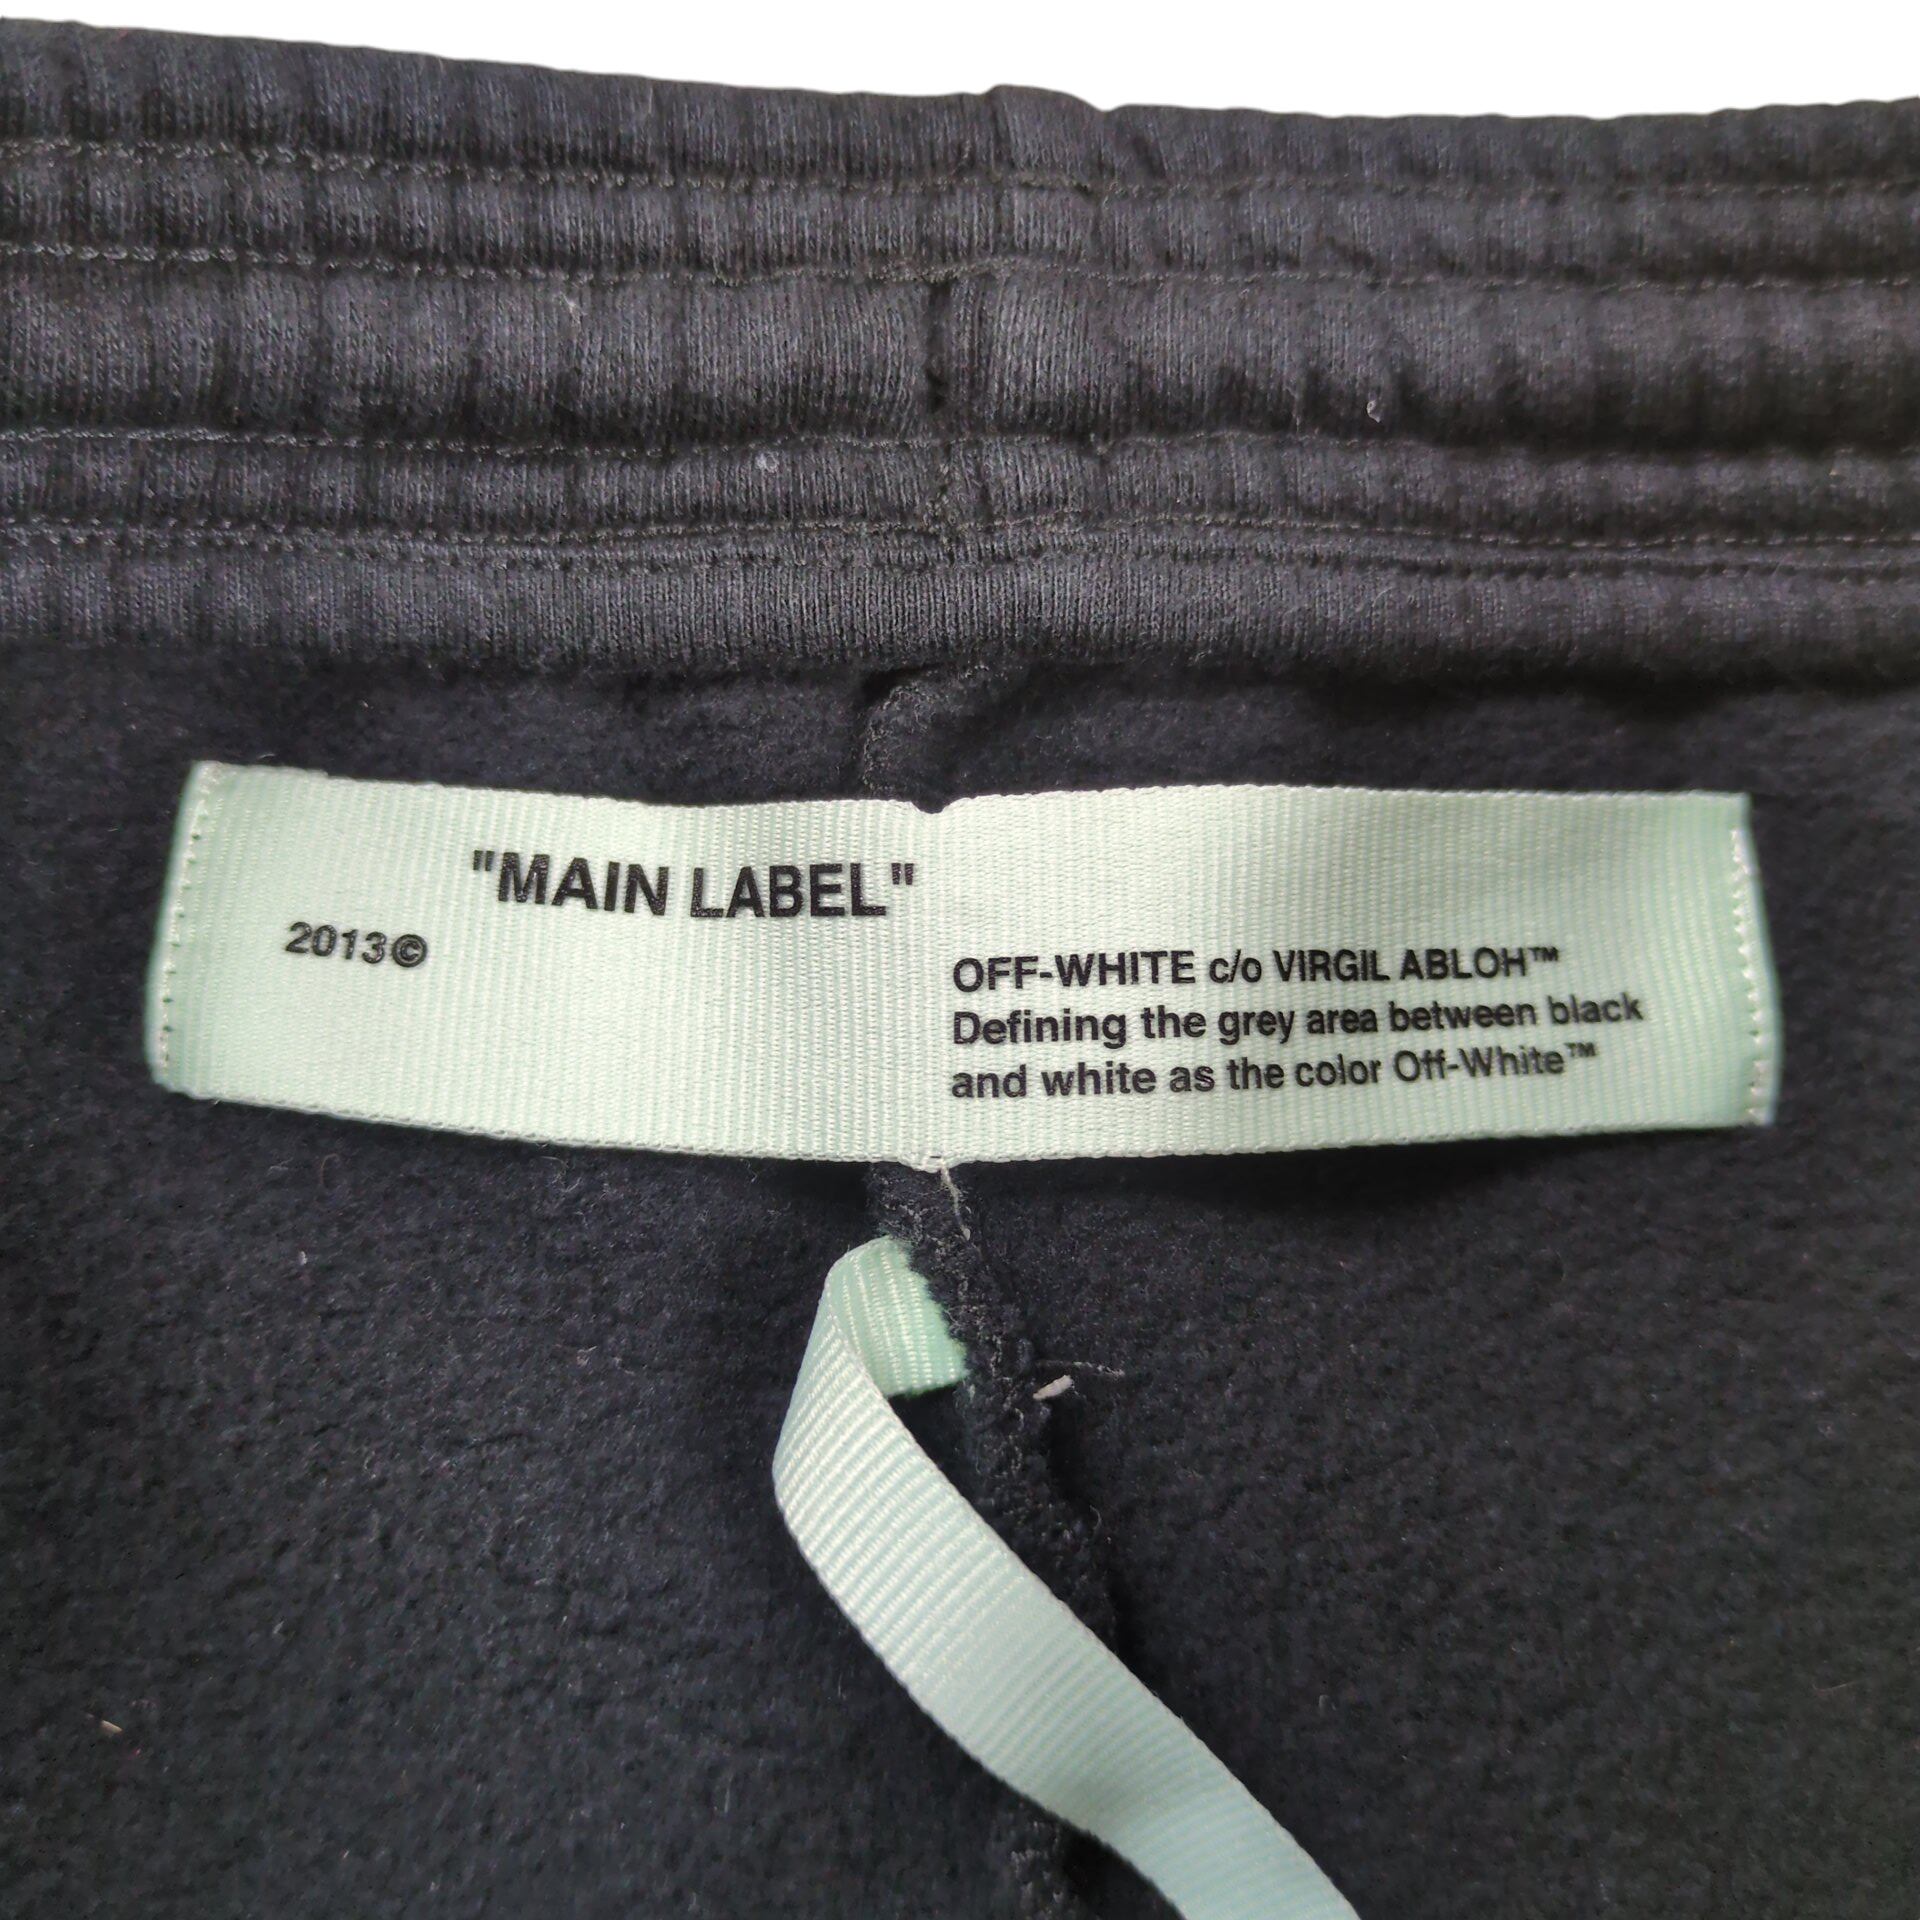 "MAIN LABEL"
2013©
OFF-WHITE c/o VIRGIL ABLOH™
Defining the grey area between black
and white as the color Off-White™